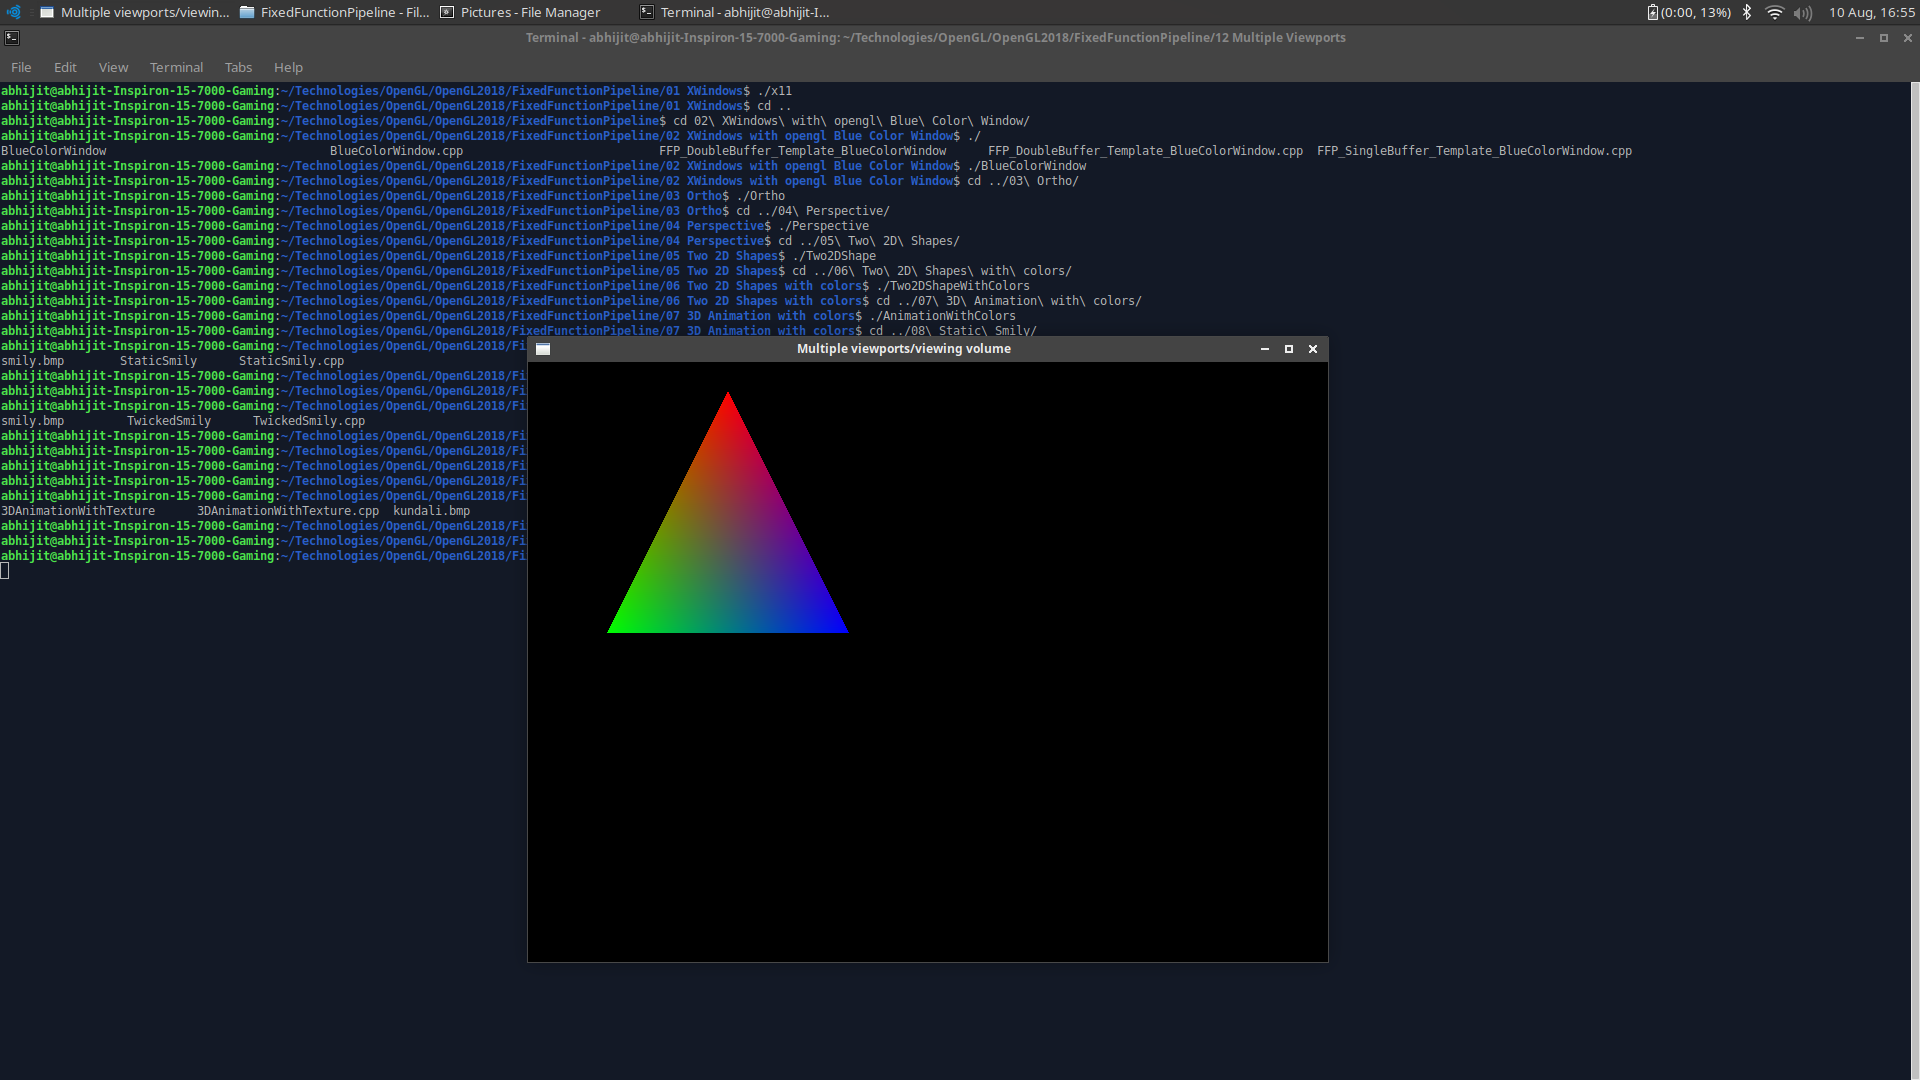 Multiple viewports/viewin... FixedFunctionPipeline - Fil... Pictures - File Manager Terminal - abhijit@abhijit-I... (0:00, 13%) 10 Aug, 16:55
Terminal - abhijit@abhijit-Inspiron-15-7000-Gaming: ~/Technologies/OpenGL/OpenGL2018/FixedFunctionPipeline/12 Multiple Viewports
File Edit View Terminal Tabs Help
abhijit@abhijit-Inspiron-15-7000-Gaming:~/Technologies/OpenGL/OpenGL2018/FixedFunctionPipeline/01 XWindows$ ./x11
abhijit@abhijit-Inspiron-15-7000-Gaming:~/Technologies/OpenGL/OpenGL2018/FixedFunctionPipeline/01 XWindows$ cd ..
abhijit@abhijit-Inspiron-15-7000-Gaming:~/Technologies/OpenGL/OpenGL2018/FixedFunctionPipeline$ cd 02\ XWindows\ with\ opengl\ Blue\ Color\ Window/
abhijit@abhijit-Inspiron-15-7000-Gaming:~/Technologies/OpenGL/OpenGL2018/FixedFunctionPipeline/02 XWindows with opengl Blue Color Window$ ./
BlueColorWindow BlueColorWindow.cpp FFP_DoubleBuffer_Template_BlueColorWindow FFP_DoubleBuffer_Template_BlueColorWindow.cpp FFP_SingleBuffer_Template_BlueColorWindow.cpp
abhijit@abhijit-Inspiron-15-7000-Gaming:~/Technologies/OpenGL/OpenGL2018/FixedFunctionPipeline/02 XWindows with opengl Blue Color Window$ ./BlueColorWindow
abhijit@abhijit-Inspiron-15-7000-Gaming:~/Technologies/OpenGL/OpenGL2018/FixedFunctionPipeline/02 XWindows with opengl Blue Color Window$ cd ../03\ Ortho/
abhijit@abhijit-Inspiron-15-7000-Gaming:~/Technologies/OpenGL/OpenGL2018/FixedFunctionPipeline/03 Ortho$ ./Ortho
abhijit@abhijit-Inspiron-15-7000-Gaming:~/Technologies/OpenGL/OpenGL2018/FixedFunctionPipeline/03 Ortho$ cd ../04\ Perspective/
abhijit@abhijit-Inspiron-15-7000-Gaming:~/Technologies/OpenGL/OpenGL2018/FixedFunctionPipeline/04 Perspective$ ./Perspective
abhijit@abhijit-Inspiron-15-7000-Gaming:~/Technologies/OpenGL/OpenGL2018/FixedFunctionPipeline/04 Perspective$ cd ../05\ Two\ 2D\ Shapes/
abhijit@abhijit-Inspiron-15-7000-Gaming:~/Technologies/OpenGL/OpenGL2018/FixedFunctionPipeline/05 Two 2D Shapes$ ./Two2DShape
abhijit@abhijit-Inspiron-15-7000-Gaming:~/Technologies/OpenGL/OpenGL2018/FixedFunctionPipeline/05 Two 2D Shapes$ cd ../06\ Two\ 2D\ Shapes\ with\ colors/
abhijit@abhijit-Inspiron-15-7000-Gaming:~/Technologies/OpenGL/OpenGL2018/FixedFunctionPipeline/06 Two 2D Shapes with colors$ ./Two2DShapeWithColors
abhijit@abhijit-Inspiron-15-7000-Gaming:~/Technologies/OpenGL/OpenGL2018/FixedFunctionPipeline/06 Two 2D Shapes with colors$ cd ../07\ 3D\ Animation\ with\ colors/
abhijit@abhijit-Inspiron-15-7000-Gaming:~/Technologies/OpenGL/OpenGL2018/FixedFunctionPipeline/07 3D Animation with colors$ ./AnimationWithColors
abhijit@abhijit-Inspiron-15-7000-Gaming:~/Technologies/OpenGL/OpenGL2018/FixedFunctionPipeline/07 3D Animation with colors$ cd ../08\ Static\ Smily/
abhijit@abhijit-Inspiron-15-7000-Gaming:~/Technologies/OpenGL/OpenGL2018/Fi
Multiple viewports/viewing volume
smily.bmp StaticSmily StaticSmily.cpp
abhijit@abhijit-Inspiron-15-7000-Gaming:~/Technologies/OpenGL/OpenGL2018/Fi
abhijit@abhijit-Inspiron-15-7000-Gaming:~/Technologies/OpenGL/OpenGL2018/Fi
abhijit@abhijit-Inspiron-15-7000-Gaming:~/Technologies/OpenGL/OpenGL2018/Fi
smily.bmp TwickedSmily TwickedSmily.cpp
abhijit@abhijit-Inspiron-15-7000-Gaming:~/Technologies/OpenGL/OpenGL2018/Fi
abhijit@abhijit-Inspiron-15-7000-Gaming:~/Technologies/OpenGL/OpenGL2018/Fi
abhijit@abhijit-Inspiron-15-7000-Gaming:~/Technologies/OpenGL/OpenGL2018/Fi
abhijit@abhijit-Inspiron-15-7000-Gaming:~/Technologies/OpenGL/OpenGL2018/Fi
abhijit@abhijit-Inspiron-15-7000-Gaming:~/Technologies/OpenGL/OpenGL2018/Fi
3DAnimationWithTexture 3DAnimationWithTexture.cpp kundali.bmp
abhijit@abhijit-Inspiron-15-7000-Gaming:~/Technologies/OpenGL/OpenGL2018/Fi
abhijit@abhijit-Inspiron-15-7000-Gaming:~/Technologies/OpenGL/OpenGL2018/Fi
abhijit@abhijit-Inspiron-15-7000-Gaming:~/Technologies/OpenGL/OpenGL2018/Fi